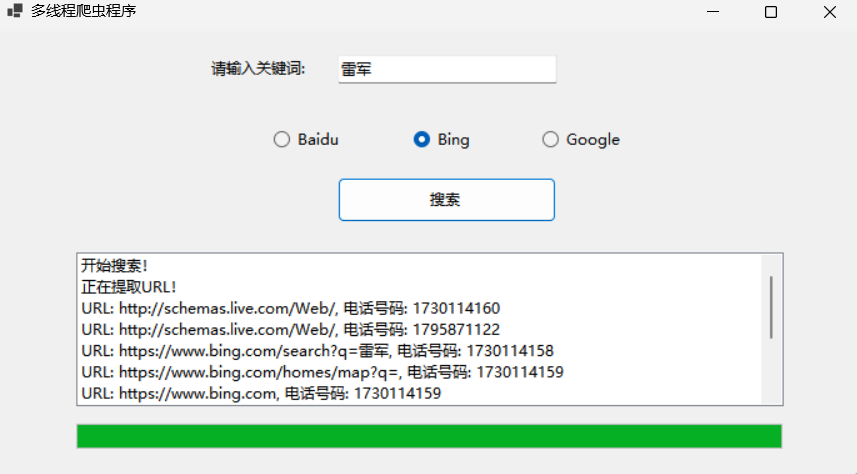 多线程爬虫程序
请输入关键词: 雷军
Baidu Bing Google
搜索
开始搜索!
正在提取URL!
URL: http://schemas.live.com/Web/, 电话号码: 1730114160
URL: http://schemas.live.com/Web/, 电话号码: 1795871122
URL: https://www.bing.com/search?q=雷军, 电话号码: 1730114158
URL: https://www.bing.com/homes/map?q=, 电话号码: 1730114159
URL: https://www.bing.com, 电话号码: 1730114159